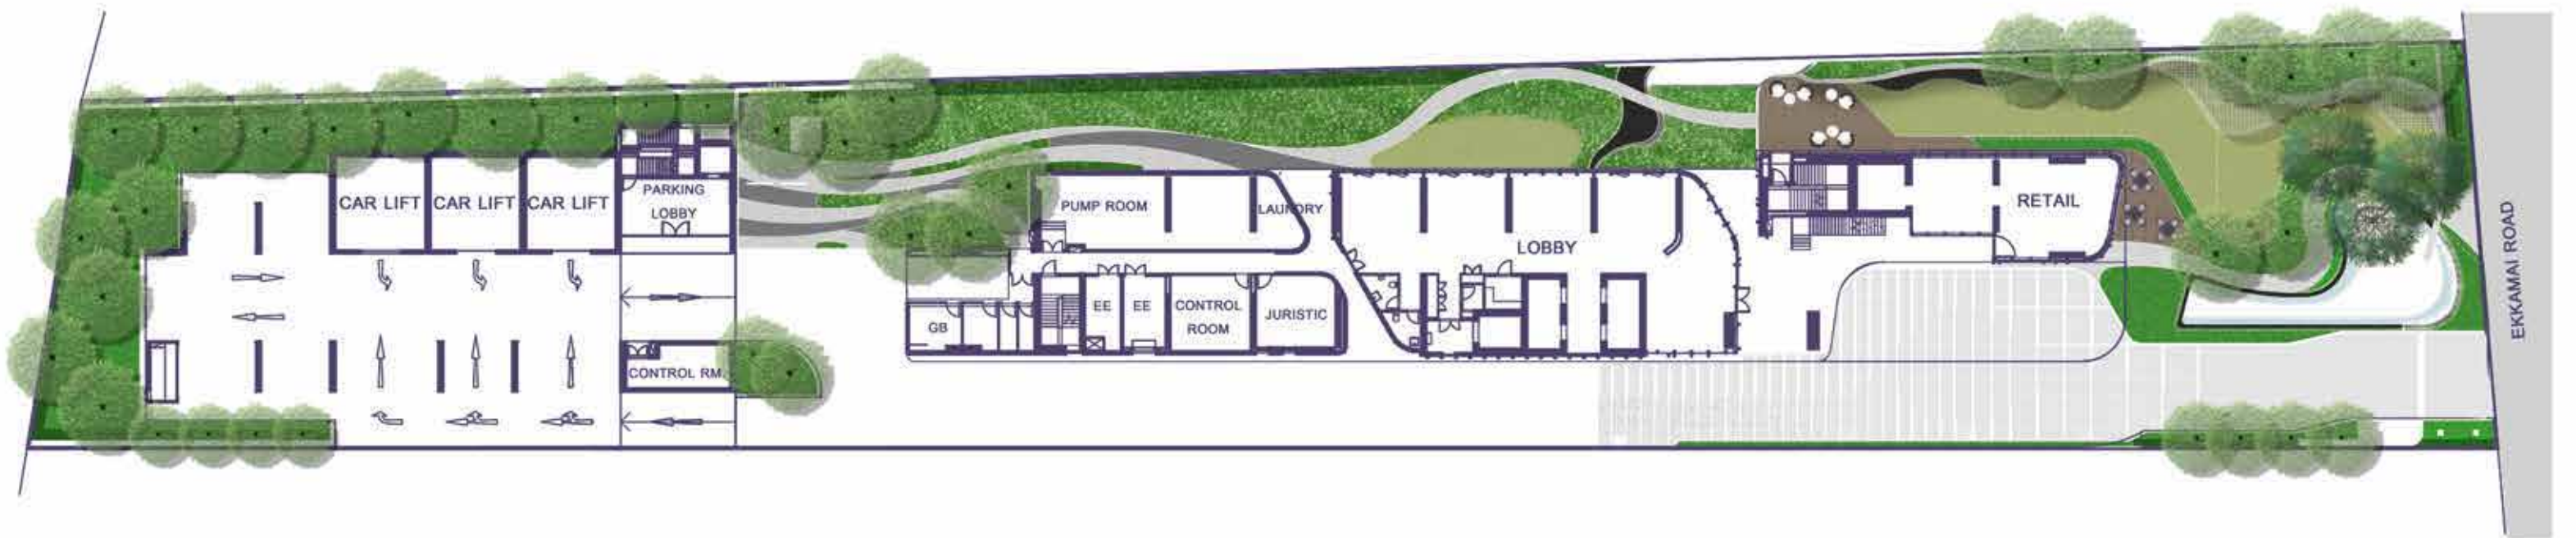 CAR LIFT
CAR LIFT
CAR LIFT
PARKING
LOBBY
CONTROL RM.
PUMP ROOM
LAUNDRY
GB
EE
EE
CONTROL
ROOM
JURISTIC
LOBBY
RETAIL
EKKAMAI ROAD